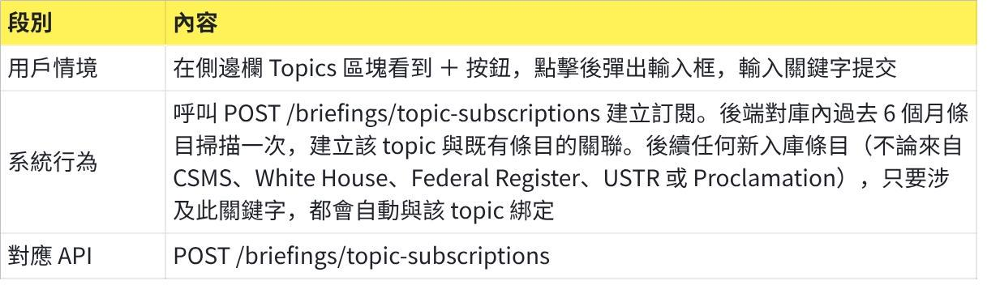 段別 內容
用戶情境 在側邊欄 Topics 區塊看到 ＋ 按鈕，點擊後彈出輸入框，輸入關鍵字提交
呼叫 POST /briefings/topic-subscriptions 建立訂閱。後端對庫內過去 6 個月條
目掃描一次，建立該 topic 與既有條目的關聯。後續任何新入庫條目（不論來自
系統行為
CSMS、White House、Federal Register、USTR 或 Proclamation），只要涉
及此關鍵字，都會自動與該 topic 綁定
對應 API POST /briefings/topic-subscriptions